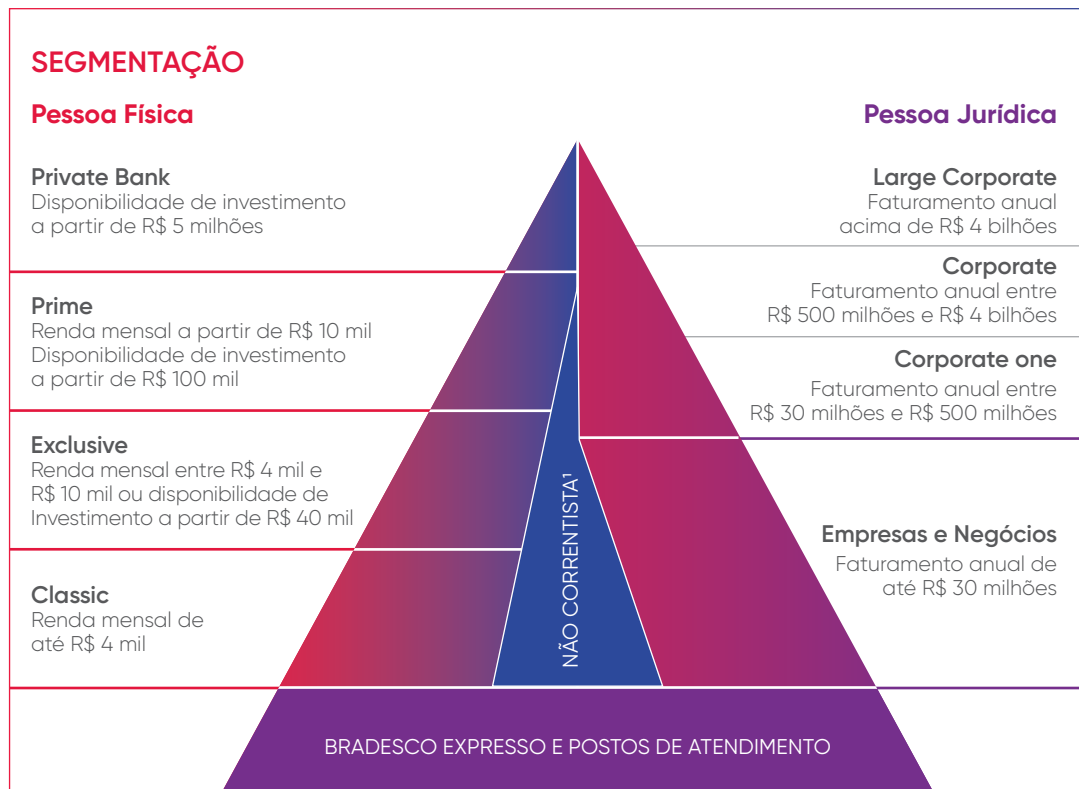 SEGMENTAÇÃO
Pessoa Física
Private Bank
Disponibilidade de investimento
a partir de R$ 5 milhões
Prime
Renda mensal a partir de R$ 10 mil
Disponibilidade de investimento
a partir de R$ 100 mil
Exclusive
Renda mensal entre R$ 4 mil e
R$ 10 mil ou disponibilidade de
Investimento a partir de R$ 40 mil
Classic
Renda mensal de
até R$ 4 mil
NÃO CORRENTISTA¹
Pessoa Jurídica
Large Corporate
Faturamento anual
acima de R$ 4 bilhões
Corporate
Faturamento anual entre
R$ 500 milhões e R$ 4 bilhões
Corporate one
Faturamento anual entre
R$ 30 milhões e R$ 500 milhões
Empresas e Negócios
Faturamento anual de
até R$ 30 milhões
BRADESCO EXPRESSO E POSTOS DE ATENDIMENTO